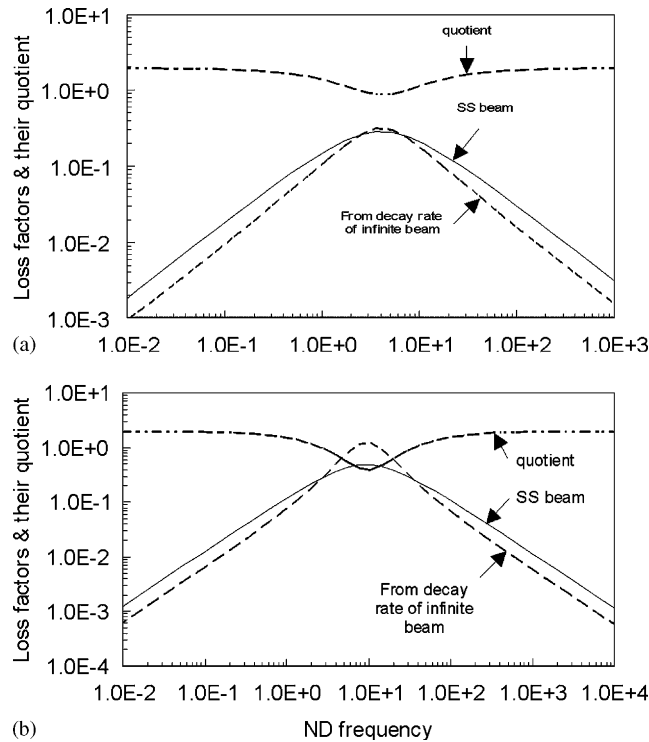 Loss factors & their quotient
1.0E+1
1.0E+0
1.0E-1
1.0E-2
1.0E-3
quotient
SS beam
From decay rate
of infinite beam
(a)
1.0E-2 1.0E-1 1.0E+0 1.0E+1 1.0E+2 1.0E+3
Loss factors & their quotient
1.0E+1
1.0E+0
1.0E-1
1.0E-2
1.0E-3
1.0E-4
quotient
SS beam
From decay
rate of infinite
beam
1.0E-2 1.0E-1 1.0E+0 1.0E+1 1.0E+2 1.0E+3 1.0E+4
(b)
ND frequency